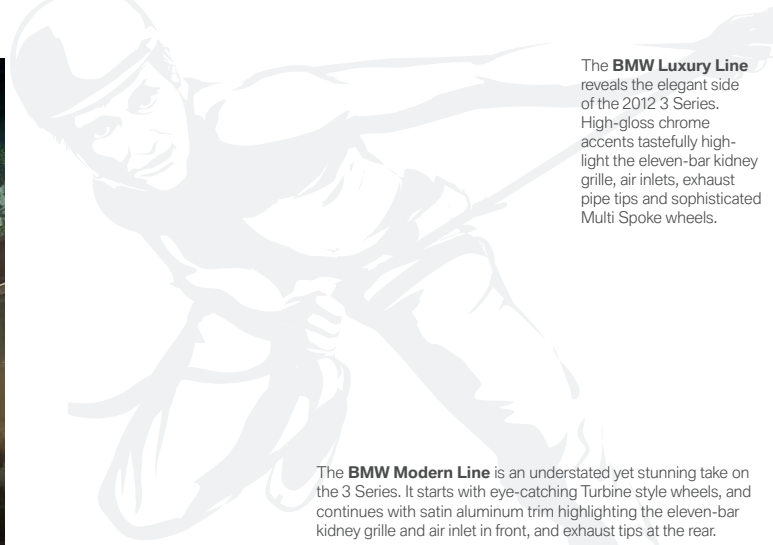 The BMW Luxury Line
reveals the elegant side
of the 2012 3 Series.
High-gloss chrome
accents tastefully high-
light the eleven-bar kidney
grille, air inlets, exhaust
pipe tips and sophisticated
Multi Spoke wheels.
The BMW Modern Line is an understated yet stunning take on
the 3 Series. It starts with eye-catching Turbine style wheels, and
continues with satin aluminum trim highlighting the eleven-bar
kidney grille and air inlet in front, and exhaust tips at the rear.